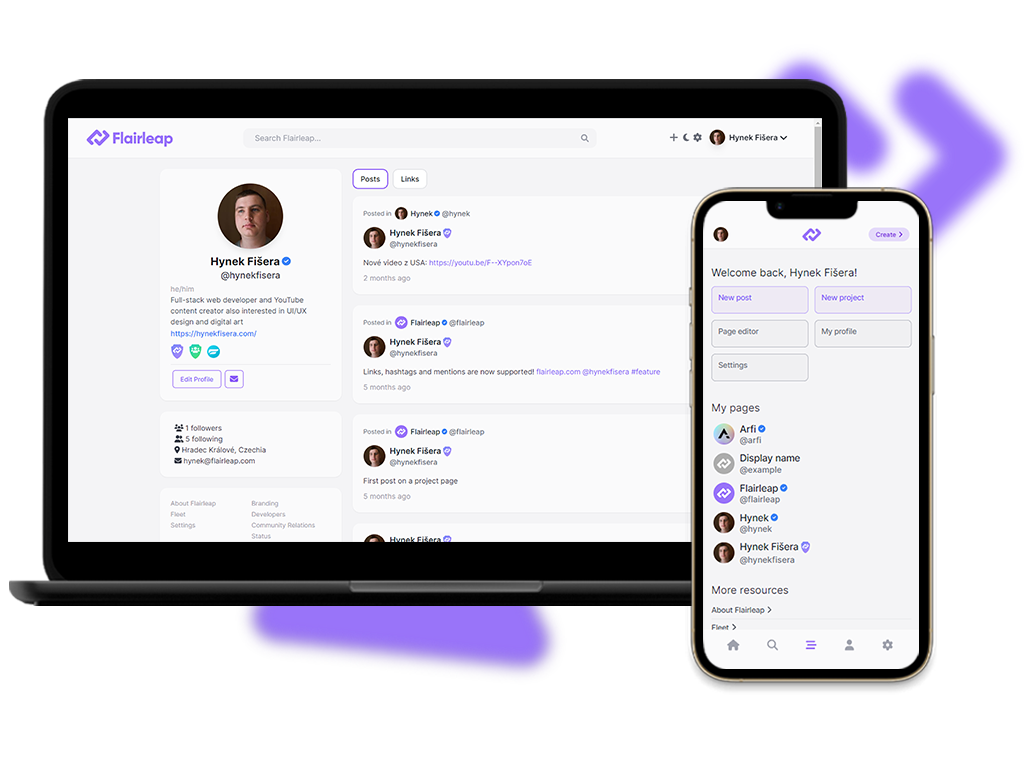 Flairleap
Search Flairleap...
Hynek Fišera
Hynek Fišera
@hynekfisera
he/him
Full-stack web developer and YouTube
content creator also interested in UI/UX
design and digital art
https://hynekfisera.com/
Edit Profile
1 followers
5 following
Hradec Králové, Czechia
hynek@flairleap.com
About Flairleap Branding
Fleet Developers
Settings Community Relations
Status
Posts Links
Posted in Hynek @hynek
Hynek Fišera
@hynekfisera
Nové video z USA: https://youtu.be/F--XYpon7oE
2 months ago
Posted in Flairleap @flairleap
Hynek Fišera
@hynekfisera
Links, hashtags and mentions are now supported! flairleap.com @hynekfisera #feature
5 months ago
Posted in Flairleap @flairleap
Hynek Fišera
@hynekfisera
First post on a project page
5 months ago
Hynek Fišera
Create
Welcome back, Hynek Fišera!
New post New project
Page editor My profile
Settings
My pages
Arfi
@arfi
Display name
@example
Flairleap
@flairleap
Hynek
@hynek
Hynek Fišera
@hynekfisera
More resources
About Flairleap
Fleet